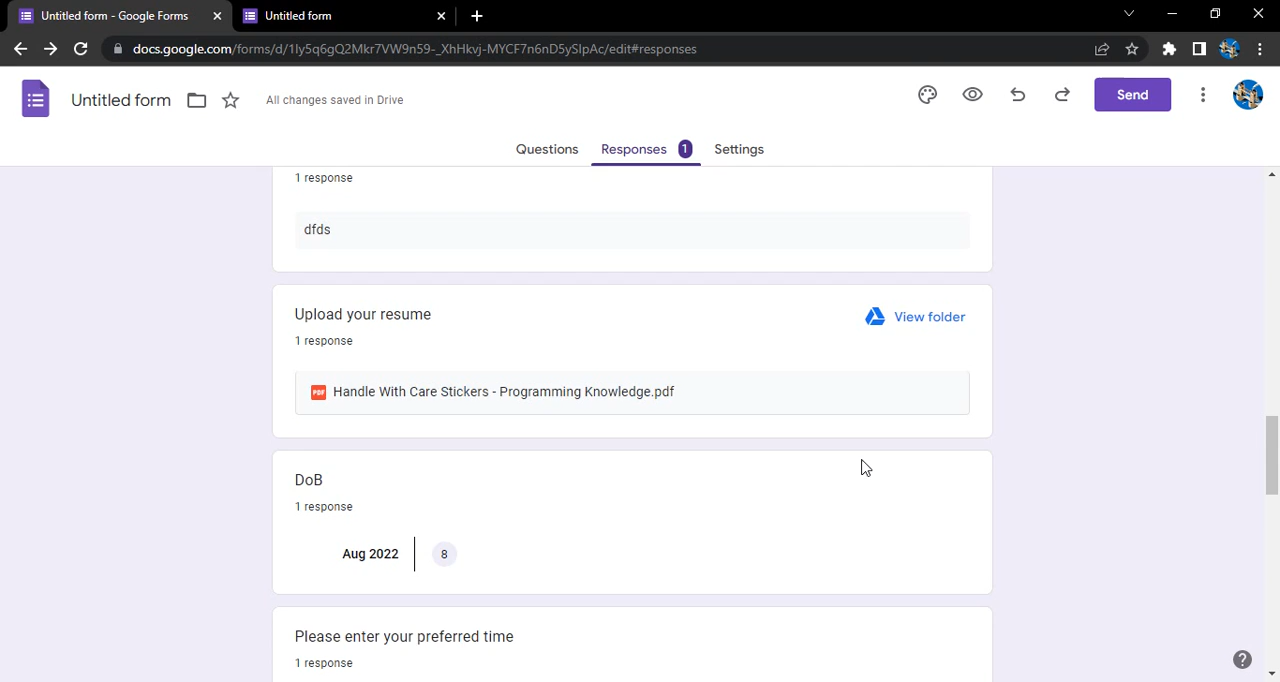 Untitled form - Google Forms
Untitled form
docs.google.com/forms/d/1ly5q6gQ2Mkr7VW9n59-_XhHkvj-MYCF7n6nD5ySlpAc/edit#responses
Untitled form
All changes saved in Drive
Send
Questions
Responses 1
Settings
1 response
dfds
Upload your resume
View folder
1 response
PDF Handle With Care Stickers - Programming Knowledge.pdf
DoB
1 response
Aug 2022 8
Please enter your preferred time
1 response